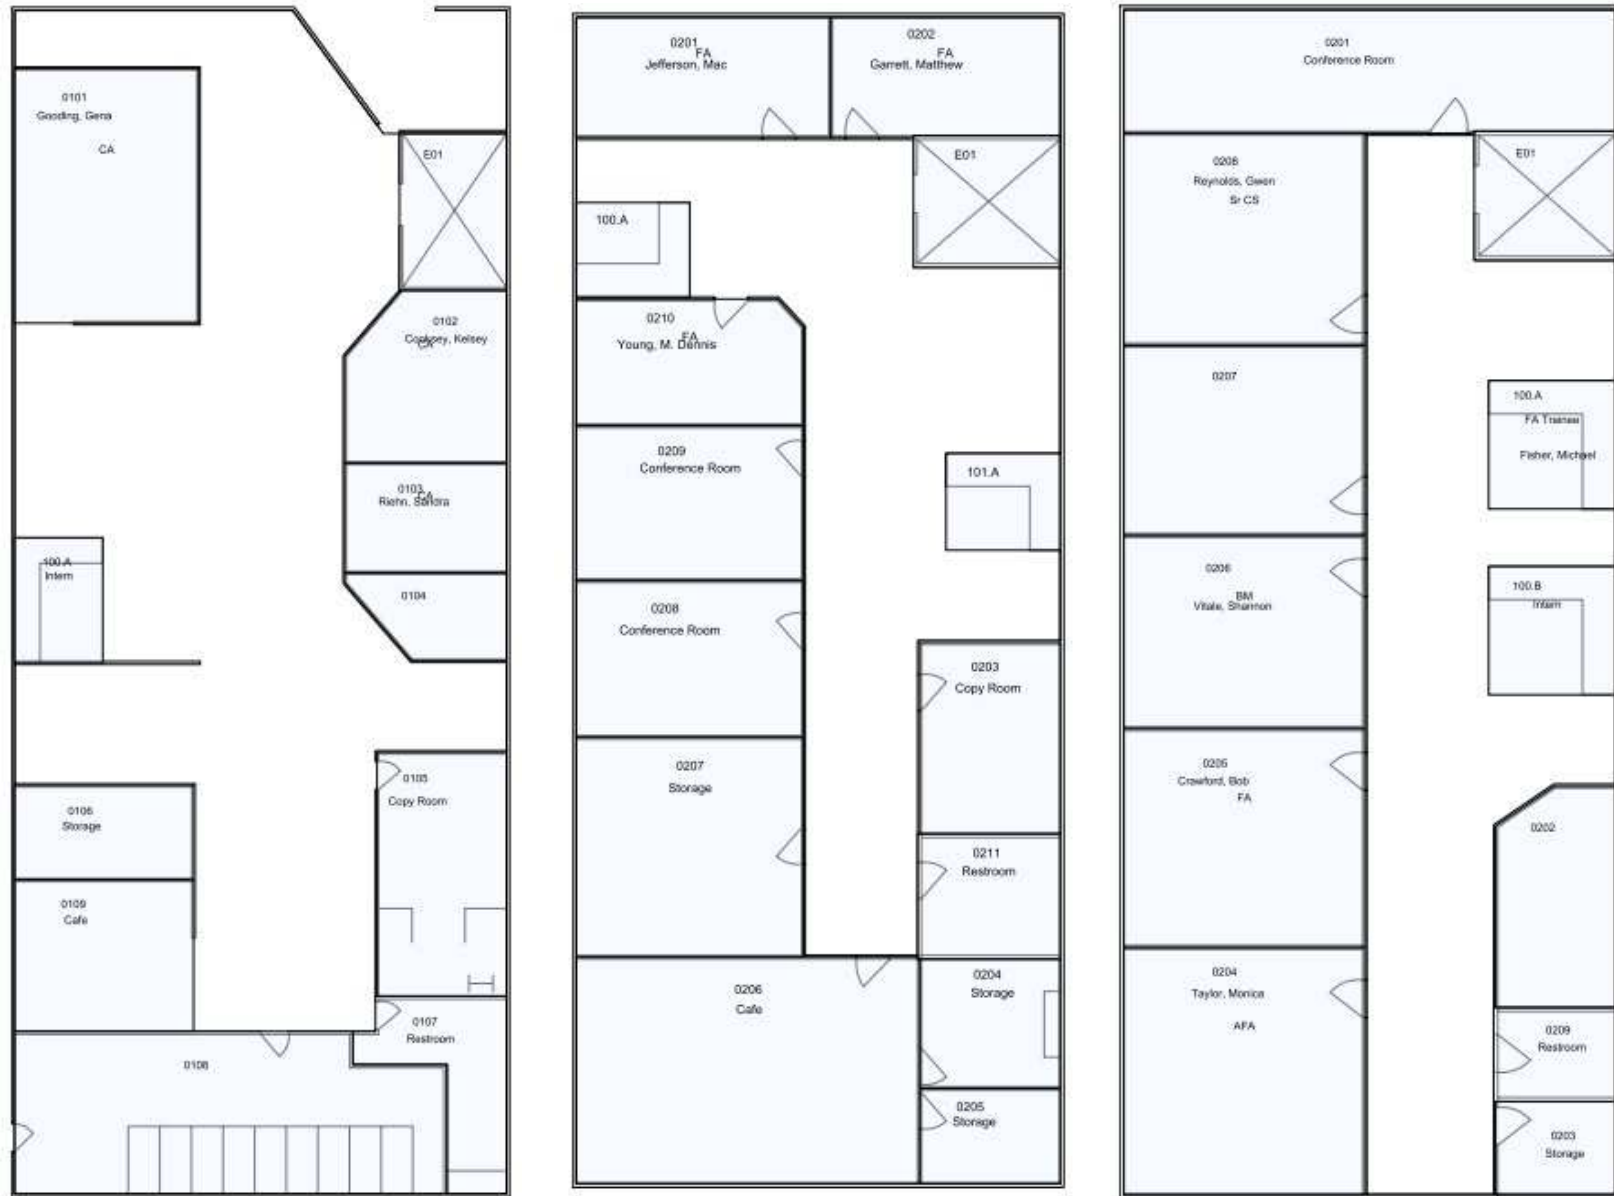 0101
Gooding, Gena
CA
E01
0102
Cooksey, Kelsey
CA
0103
CA
Riehn, Sandra
100.A
Intern
0104
0105
Copy Room
0106
Storage
0109
Cafe
0107
Restroom
0108
0201
FA
Jefferson, Mac
0202
FA
Garrett, Matthew
E01
100.A
0210
FA
Young, M. Dennis
0209
Conference Room
101.A
0208
Conference Room
0203
Copy Room
0207
Storage
0211
Restroom
0206
Cafe
0204
Storage
0205
Storage
0201
Conference Room
0208
Reynolds, Gwen
Sr CS
E01
0207
100.A
FA Trainee
Fisher, Michael
0206
BM
Vitale, Shannon
100.B
Intern
0205
Crawford, Bob
FA
0202
0204
Taylor, Monica
AFA
0209
Restroom
0203
Storage